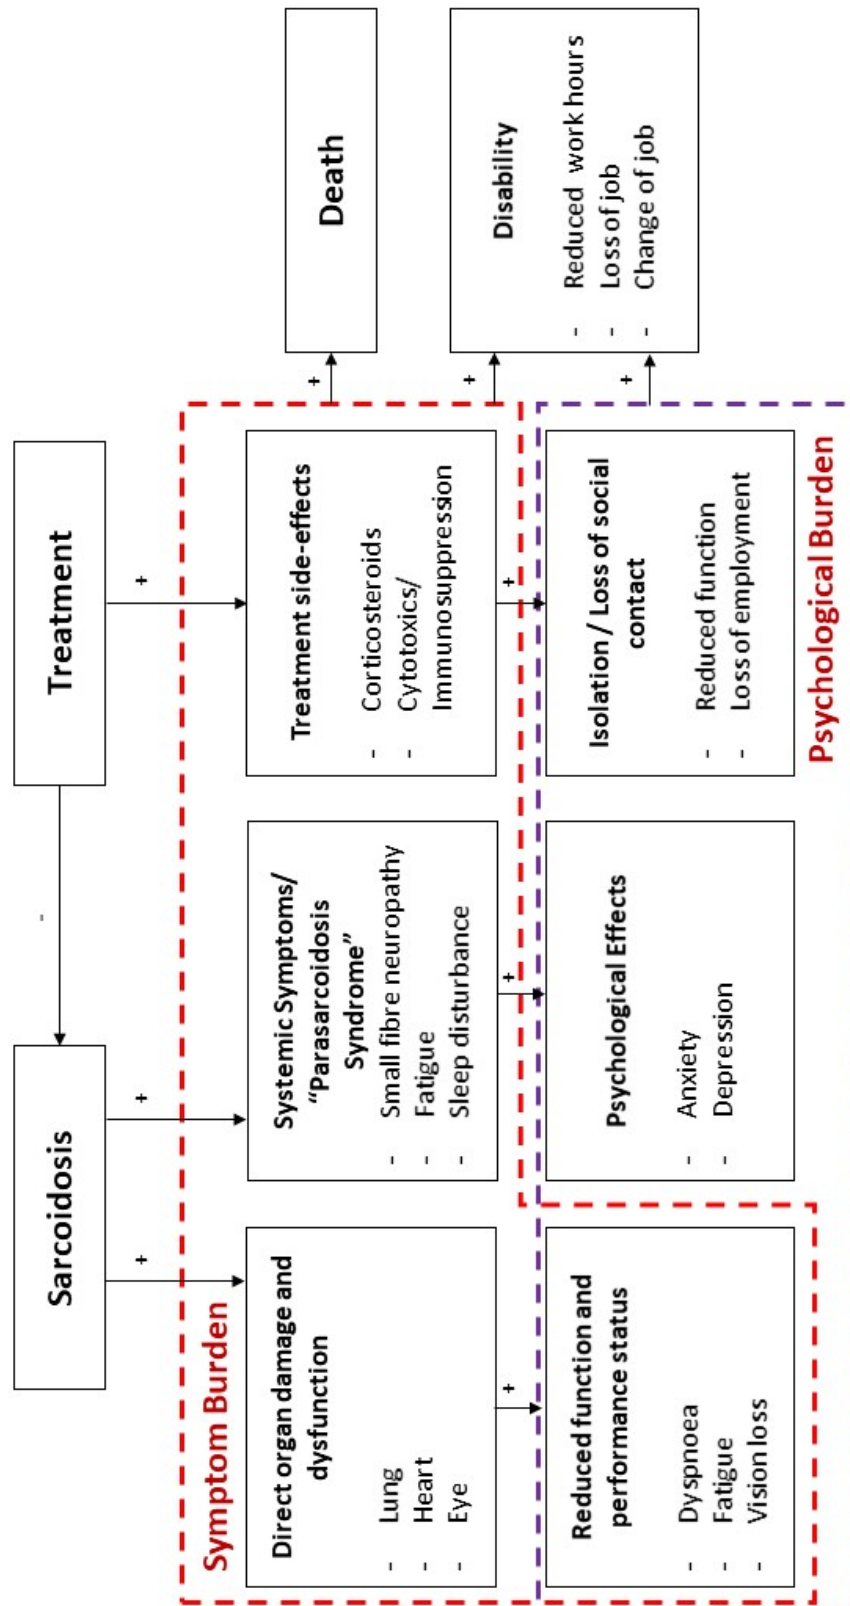 Sarcoidosis
-
Treatment
+
+
+
Symptom Burden
Direct organ damage and
dysfunction
- Lung
- Heart
- Eye
Systemic Symptoms/
“Parasarcoidosis
Syndrome”
- Small fibre neuropathy
- Fatigue
- Sleep disturbance
Treatment side-effects
- Corticosteroids
- Cytotoxics/
Immunosuppression
+
Death
+
+
+
+
Disability
- Reduced work hours
- Loss of job
- Change of job
Reduced function and
performance status
- Dyspnoea
- Fatigue
- Vision loss
Psychological Effects
- Anxiety
- Depression
Isolation / Loss of social
contact
- Reduced function
- Loss of employment
+
Psychological Burden